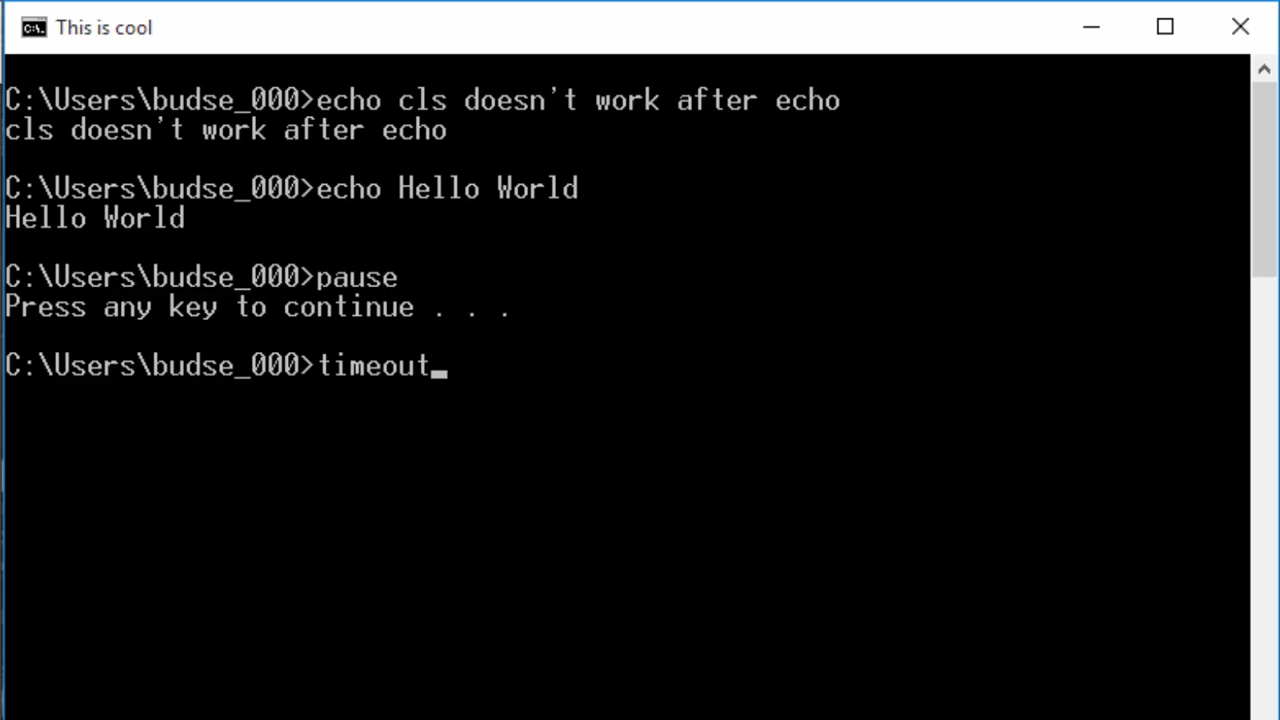 This is cool
C:\Users\budse_000>echo cls doesn't work after echo
cls doesn't work after echo
C:\Users\budse_000>echo Hello World
Hello World
C:\Users\budse_000>pause
Press any key to continue . . .
C:\Users\budse_000>timeout